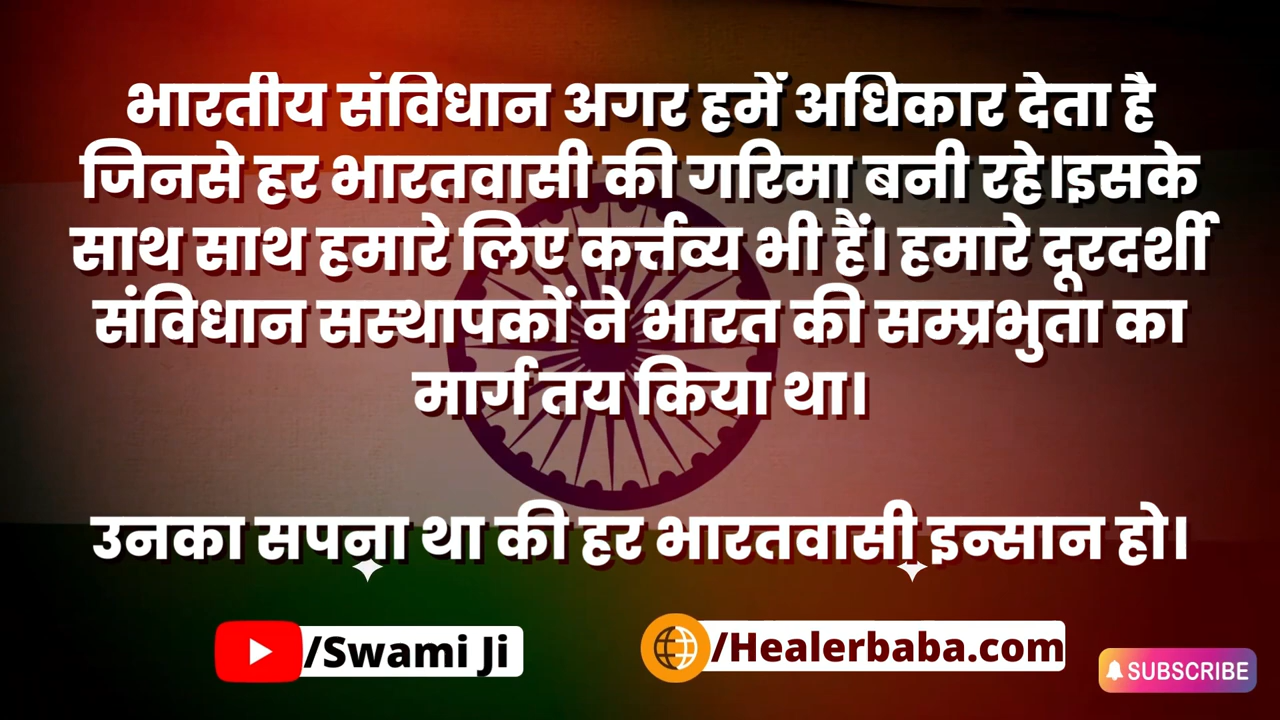 भारतीय संविधान अगर हमें अधिकार देता है
जिनसे हर भारतवासी की गरिमा बनी रहे।इसके
साथ साथ हमारे लिए कर्त्तव्य भी हैं। हमारे दूरदर्शी
संविधान सस्थापकों ने भारत की सम्प्रभुता का
मार्ग तय किया था।
उनका सपना था की हर भारतवासी इन्सान हो।
/Swami Ji
/Healerbaba.com
SUBSCRIBE